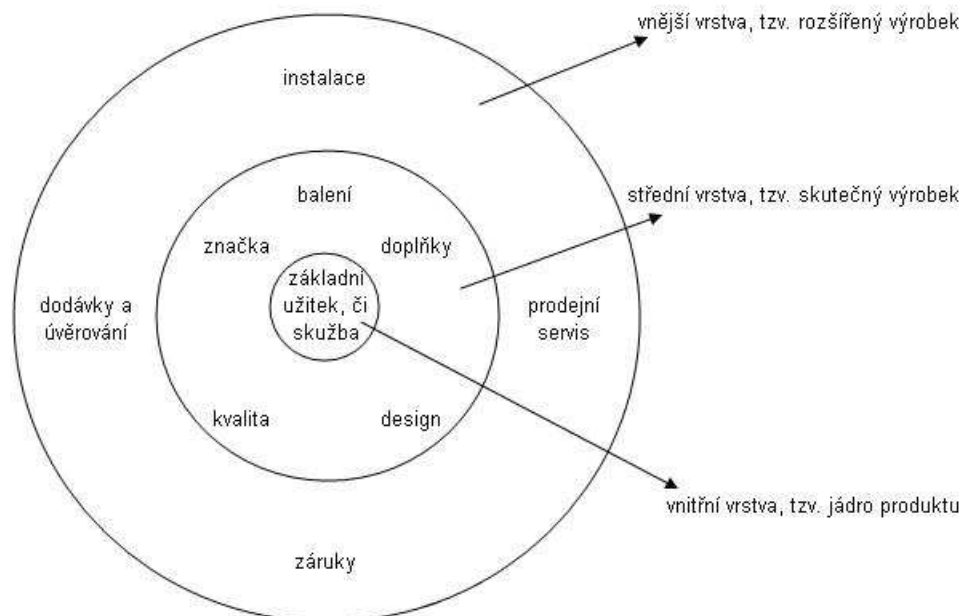 vnější vrstva, tzv. rozšířený výrobek
instalace
balení
střední vrstva, tzv. skutečný výrobek
značka
doplňky
základní
užitek, či
skužba
dodávky a
úvěrování
prodejní
servis
kvalita
design
vnitřní vrstva, tzv. jádro produktu
záruky